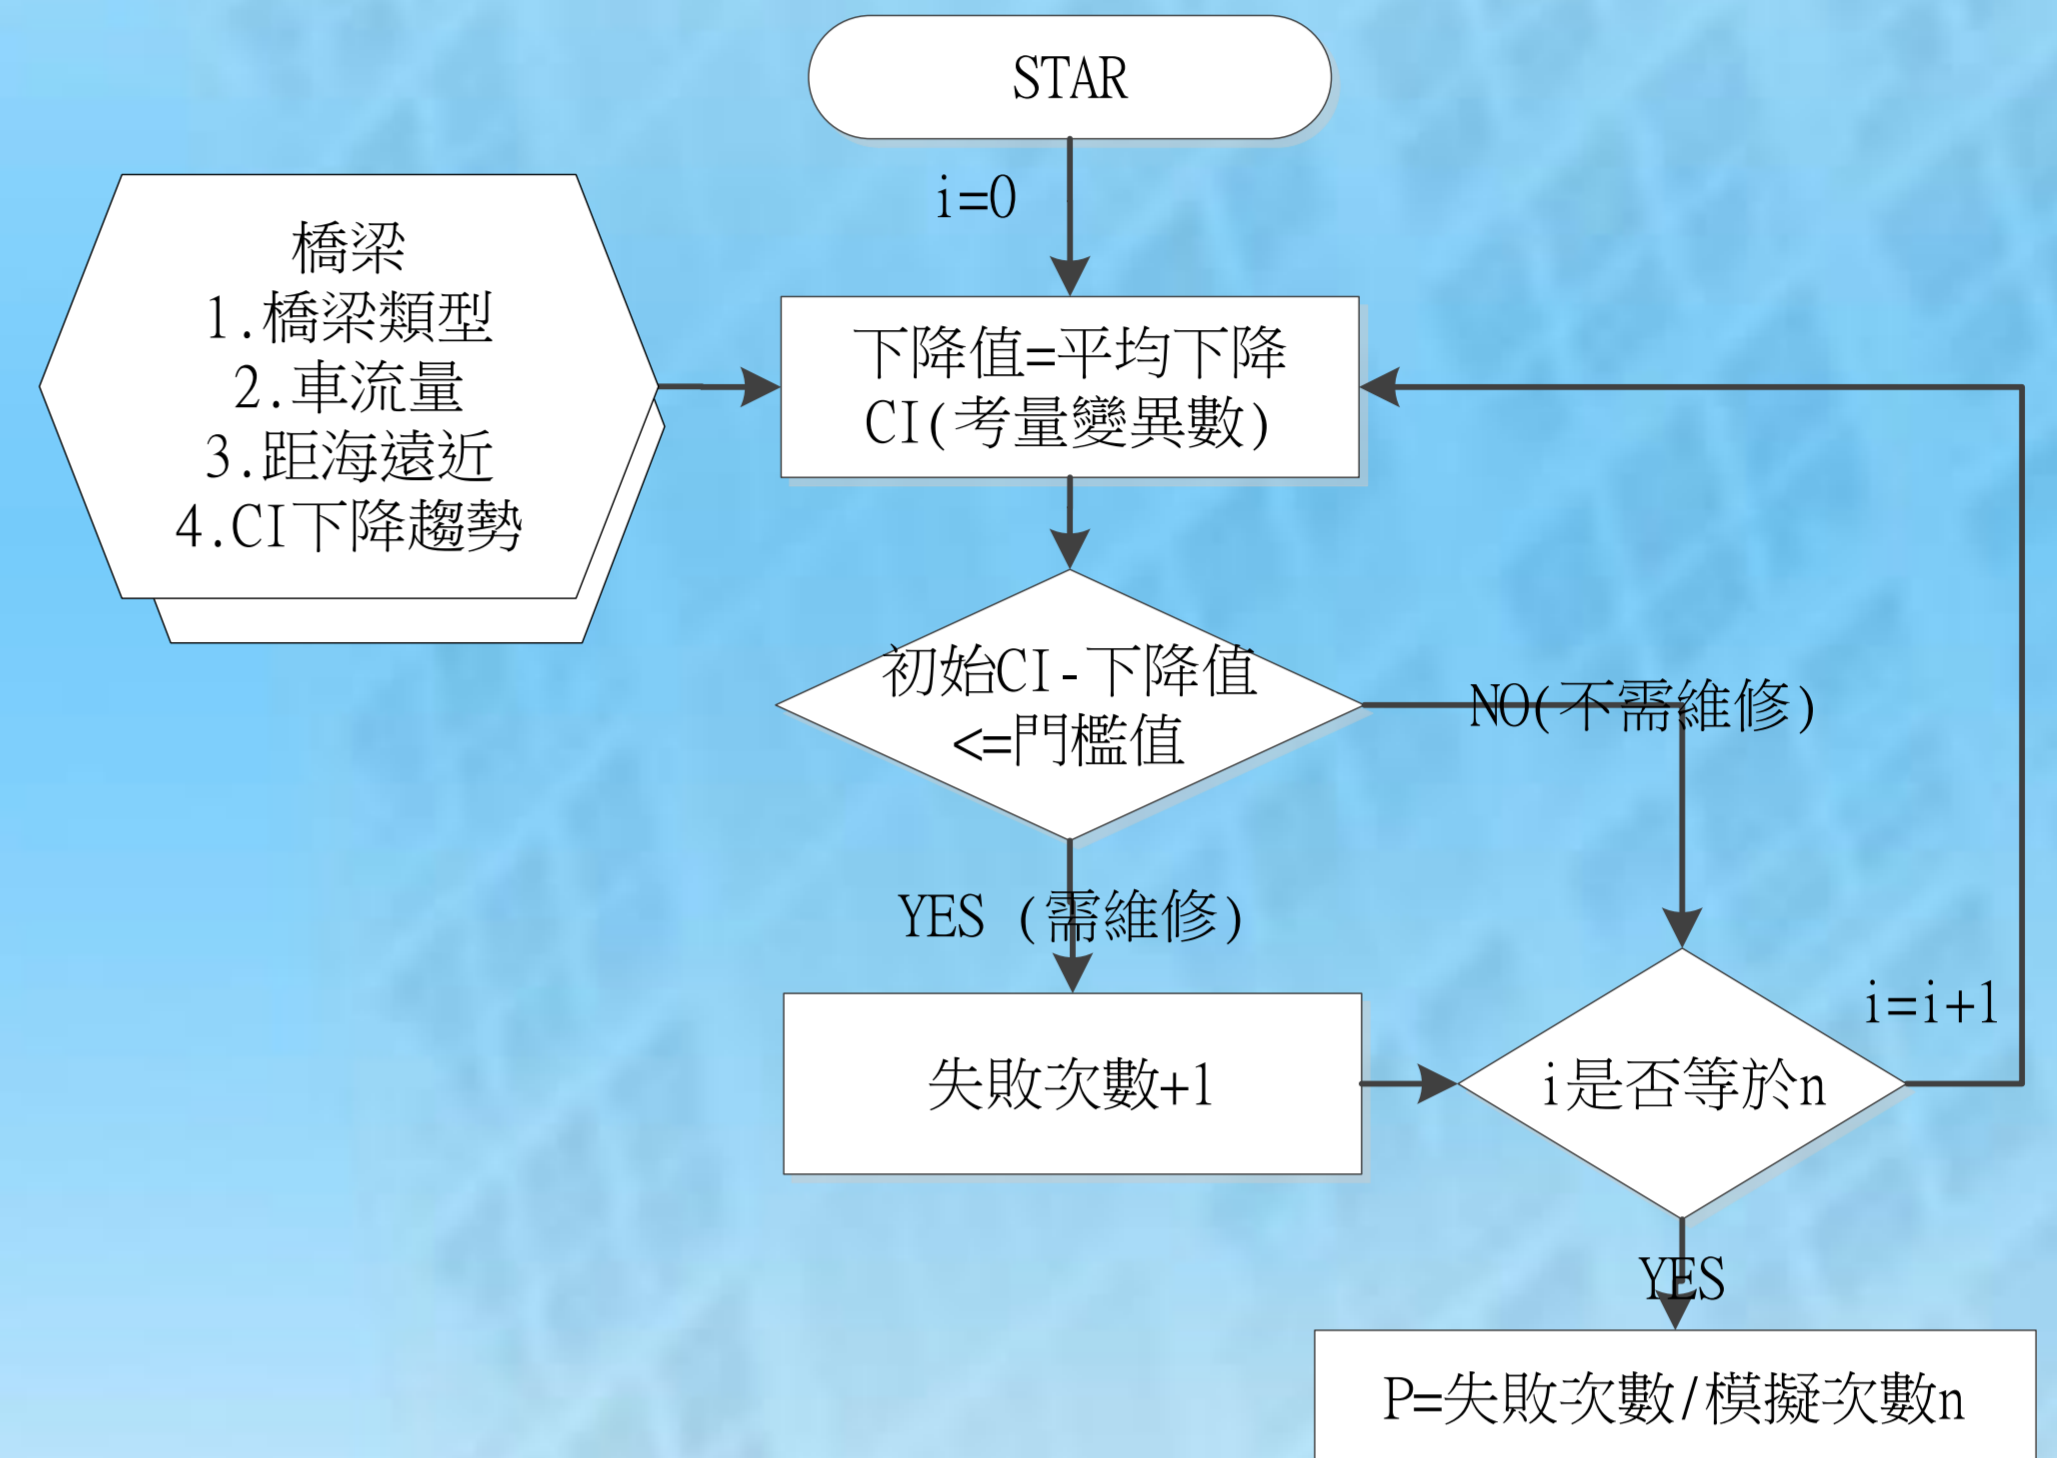 STAR
i=0
橋梁
1.橋梁類型
2.車流量
3.距海遠近
4.CI下降趨勢
下降值=平均下降
CI(考量變異數)
初始CI-下降值
<=門檻值
NO(不需維修)
YES (需維修)
失敗次數+1
i是否等於n
i=i+1
YES
P=失敗次數/模擬次數n